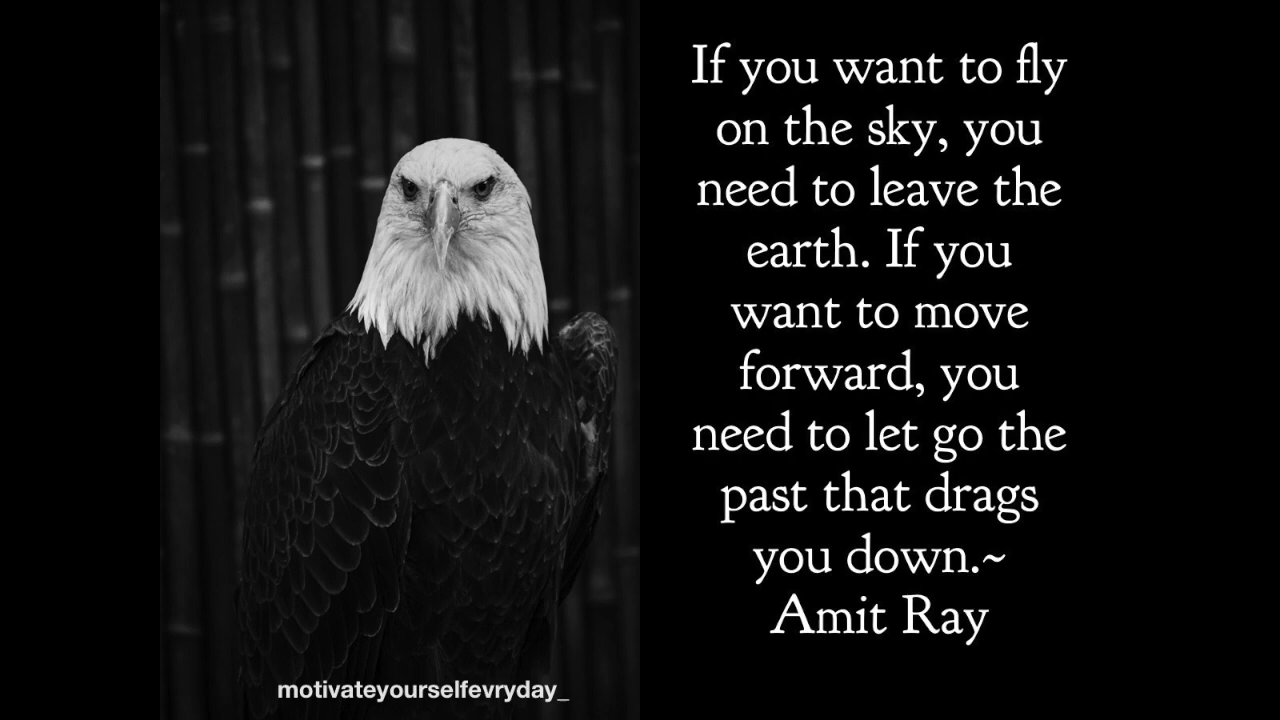 If you want to fly
on the sky, you
need to leave the
earth. If you
want to move
forward, you
need to let go the
past that drags
you down.~
Amit Ray
motivateyourselfevryday_